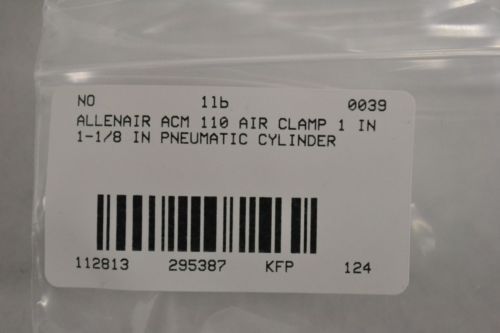 NO 1lb 0039
ALLENAIR ACM 110 AIR CLAMP 1 IN
1-1/8 IN PNEUMATIC CYLINDER
112813 295387 KFP 124